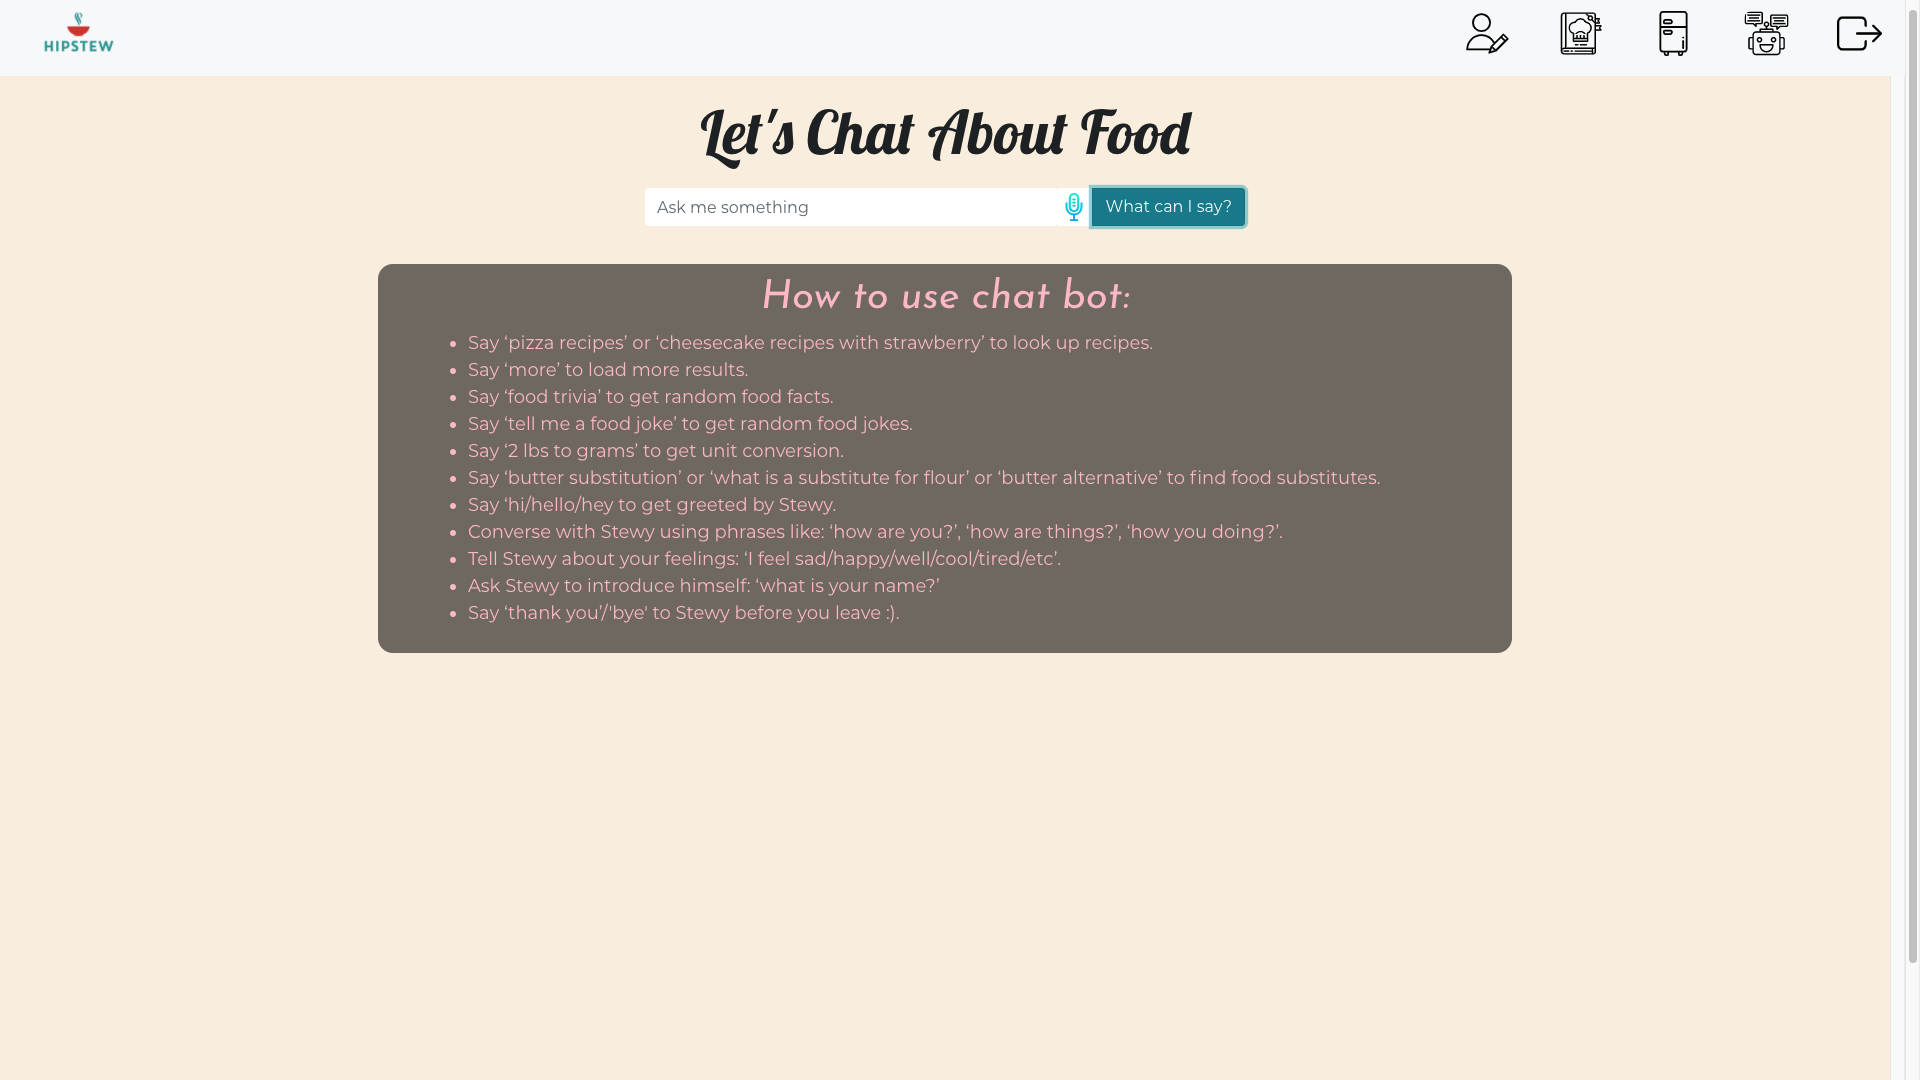 HIPSTEW
Let's Chat About Food
Ask me something
What can I say?
How to use chat bot:
• Say ‘pizza recipes’ or ‘cheesecake recipes with strawberry’ to look up recipes.
• Say ‘more’ to load more results.
• Say ‘food trivia’ to get random food facts.
• Say ‘tell me a food joke’ to get random food jokes.
• Say ‘2 lbs to grams’ to get unit conversion.
• Say ‘butter substitution’ or ‘what is a substitute for flour’ or ‘butter alternative’ to find food substitutes.
• Say ‘hi/hello/hey to get greeted by Stewy.
• Converse with Stewy using phrases like: ‘how are you?’, ‘how are things?’, ‘how you doing?’.
• Tell Stewy about your feelings: ‘I feel sad/happy/well/cool/tired/etc’.
• Ask Stewy to introduce himself: ‘what is your name?’
• Say ‘thank you’/'bye' to Stewy before you leave :).